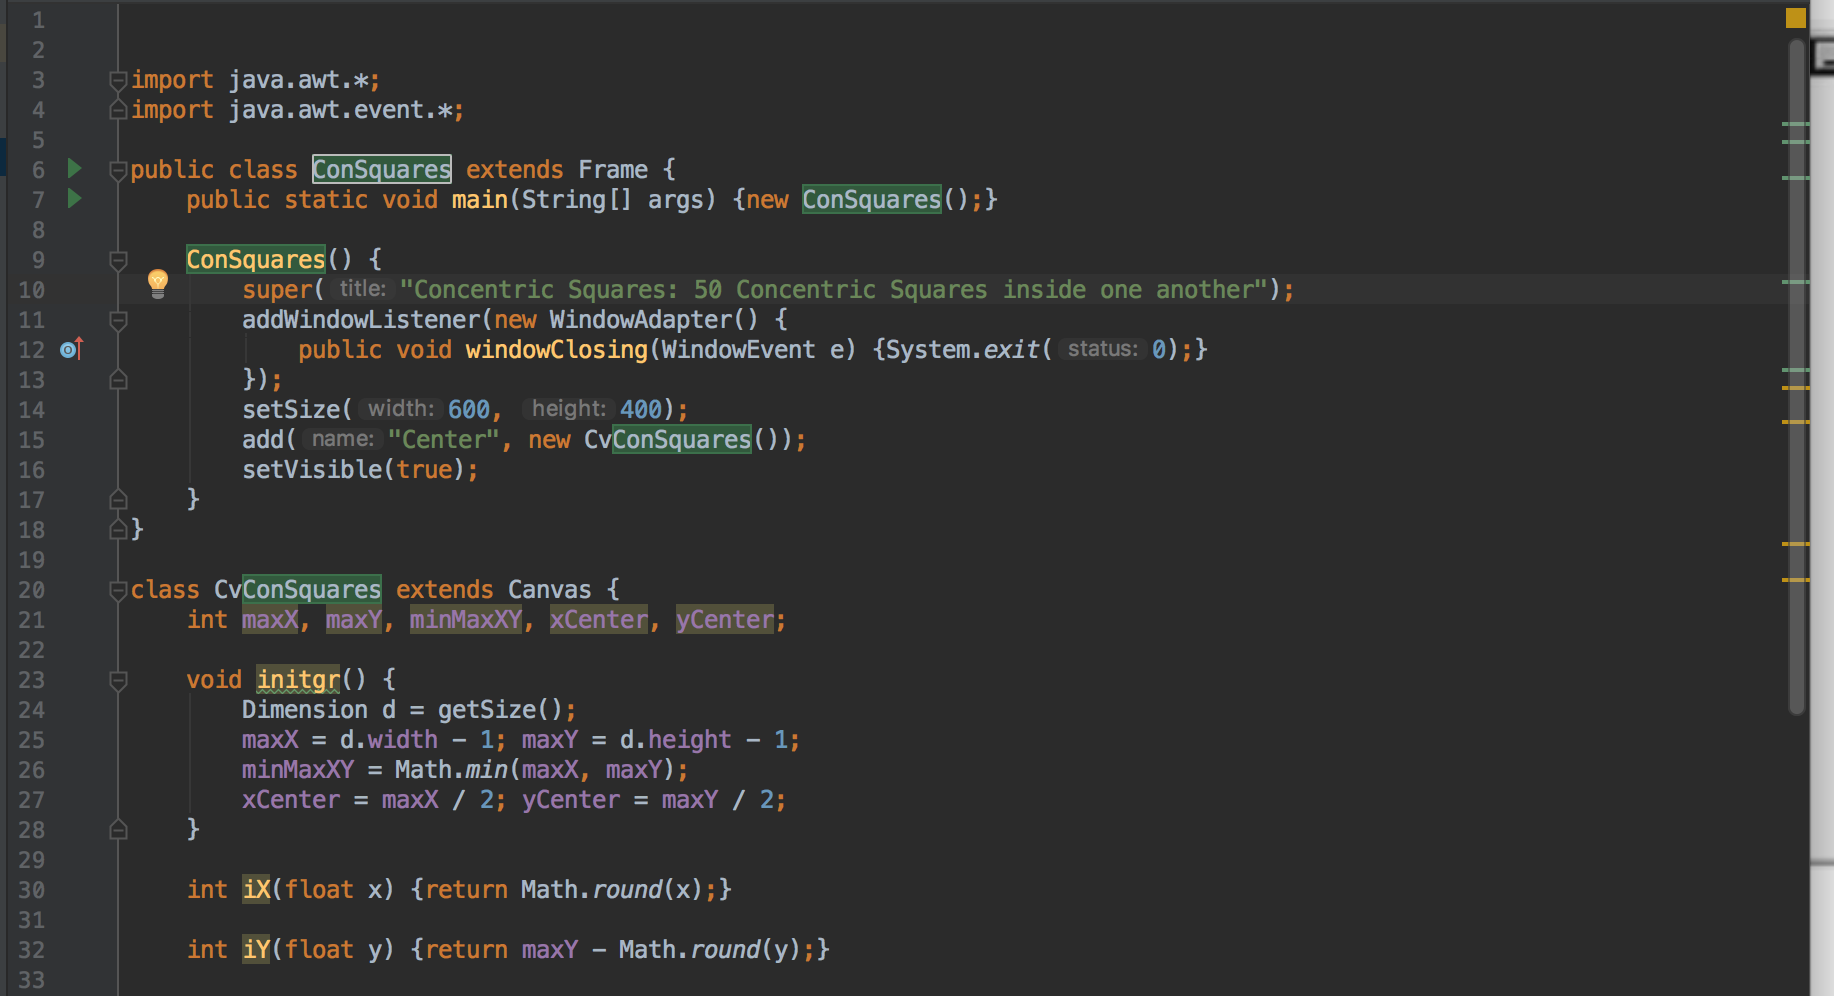 1
2
3 import java.awt.*;
4 import java.awt.event.*;
5
6 public class ConSquares extends Frame {
7 public static void main(String[] args) {new ConSquares();}
8
9 ConSquares() {
10 super( title: "Concentric Squares: 50 Concentric Squares inside one another");
11 addWindowListener(new WindowAdapter() {
12 public void windowClosing(WindowEvent e) {System.exit( status: 0);}
13 });
14 setSize( width: 600, height: 400);
15 add( name: "Center", new CvConSquares());
16 setVisible(true);
17 }
18 }
19
20 class CvConSquares extends Canvas {
21 int maxX, maxY, minMaxXY, xCenter, yCenter;
22
23 void initgr() {
24 Dimension d = getSize();
25 maxX = d.width - 1; maxY = d.height - 1;
26 minMaxXY = Math.min(maxX, maxY);
27 xCenter = maxX / 2; yCenter = maxY / 2;
28 }
29
30 int iX(float x) {return Math.round(x);}
31
32 int iY(float y) {return maxY - Math.round(y);}
33